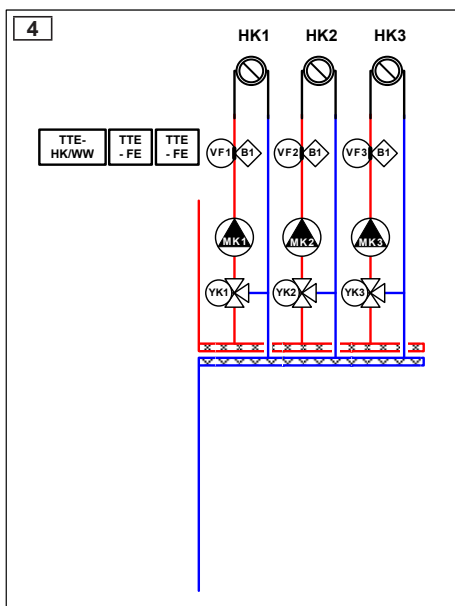 4
HK1 HK2 HK3
TTE-
HK/WW
TTE
- FE
TTE
- FE
VF1 B1 VF2 B1 VF3 B1
MK1 MK2 MK3
YK1 YK2 YK3